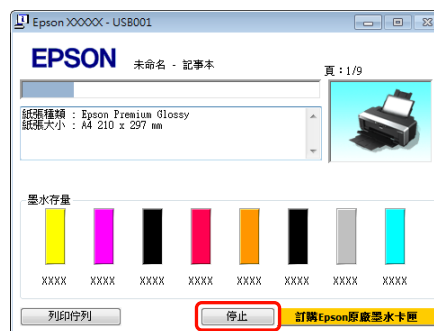 Epson XXXXX - USB001
EPSON
未命名 - 記事本
頁：1/9
紙張種類 : Epson Premium Glossy
紙張大小 : A4 210 x 297 mm
墨水存量
XXXX XXXX XXXX XXXX XXXX XXXX XXXX XXXX
列印佇列
停止
訂購Epson原廠墨水卡匣